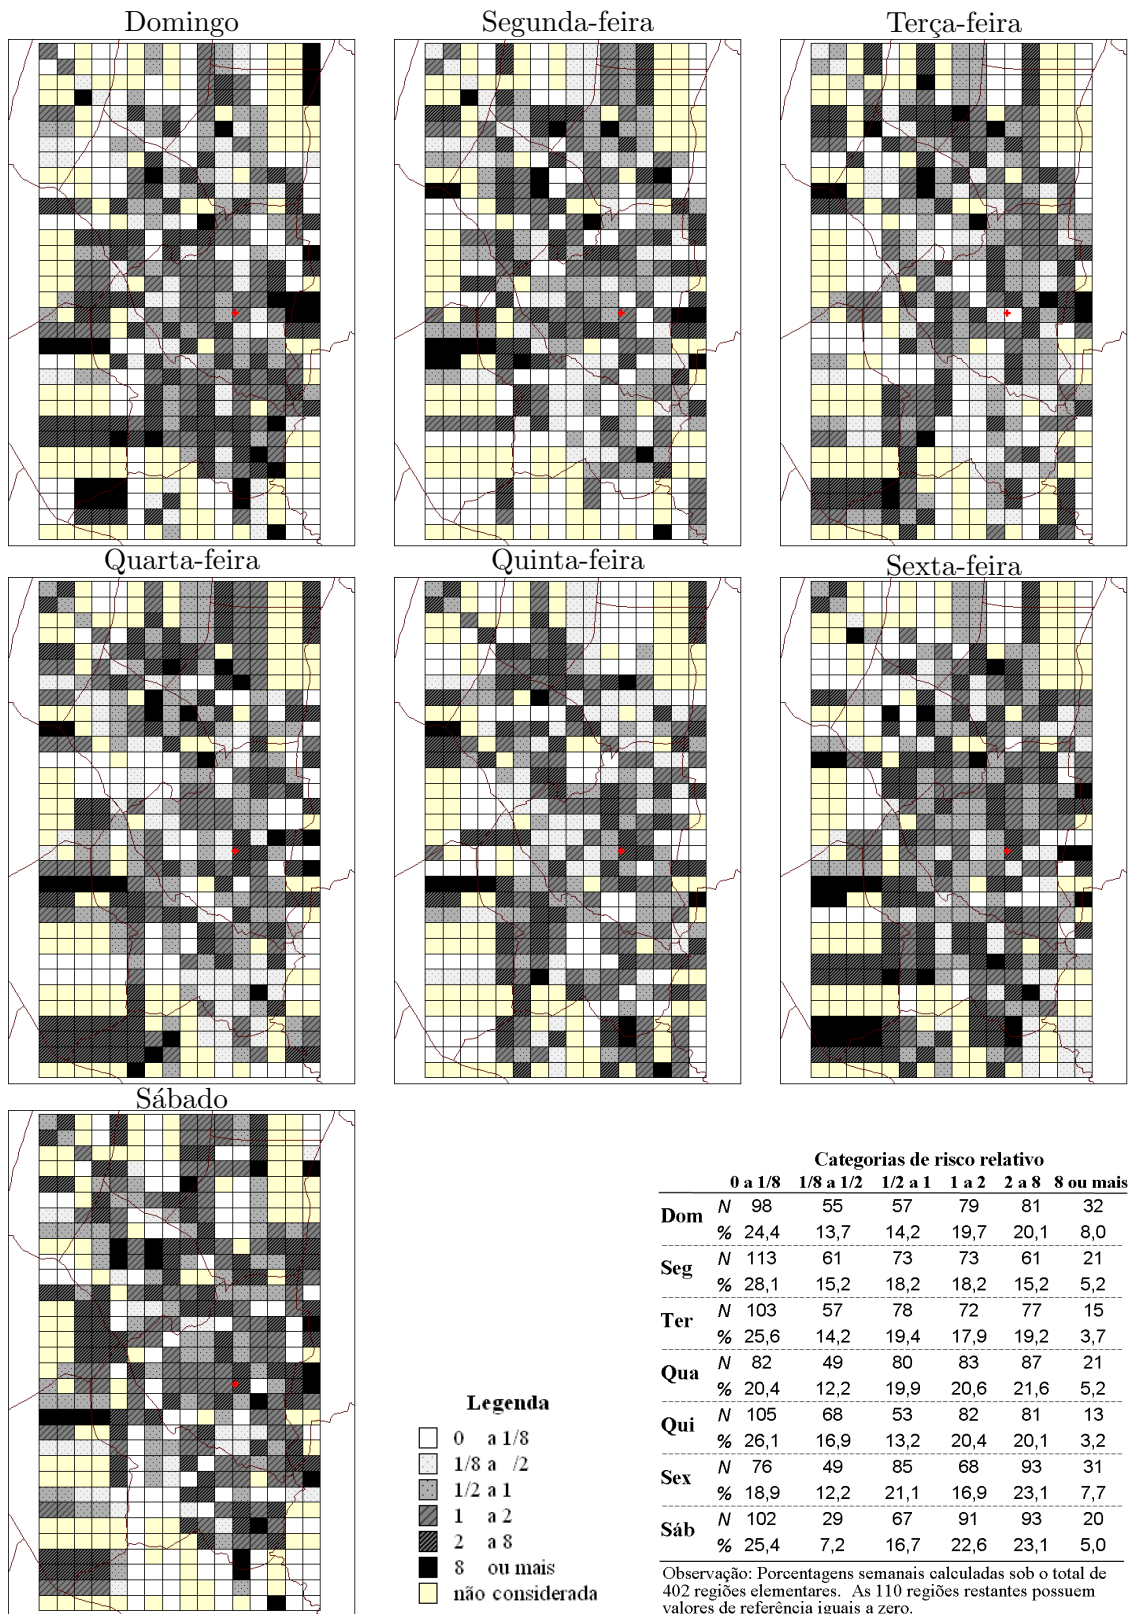 Domingo
Segunda-feira
Terça-feira
Quarta-feira
Quinta-feira
Sexta-feira
Sábado
Legenda
0 a 1/8
1/8 a /2
1/2 a 1
1 a 2
2 a 8
8 ou mais
não considerada
Categorias de risco relativo
0 a 1/8 1/8 a 1/2 1/2 a 1 1 a 2 2 a 8 8 ou mais
Dom N 98 55 57 79 81 32
% 24,4 13,7 14,2 19,7 20,1 8,0
Seg N 113 61 73 73 61 21
% 28,1 15,2 18,2 18,2 15,2 5,2
Ter N 103 57 78 72 77 15
% 25,6 14,2 19,4 17,9 19,2 3,7
Qua N 82 49 80 83 87 21
% 20,4 12,2 19,9 20,6 21,6 5,2
Qui N 105 68 53 82 81 13
% 26,1 16,9 13,2 20,4 20,1 3,2
Sex N 76 49 85 68 93 31
% 18,9 12,2 21,1 16,9 23,1 7,7
Sáb N 102 29 67 91 93 20
% 25,4 7,2 16,7 22,6 23,1 5,0
Observação: Porcentagens semanais calculadas sob o total de
402 regiões elementares. As 110 regiões restantes possuem
valores de referência iguais a zero.